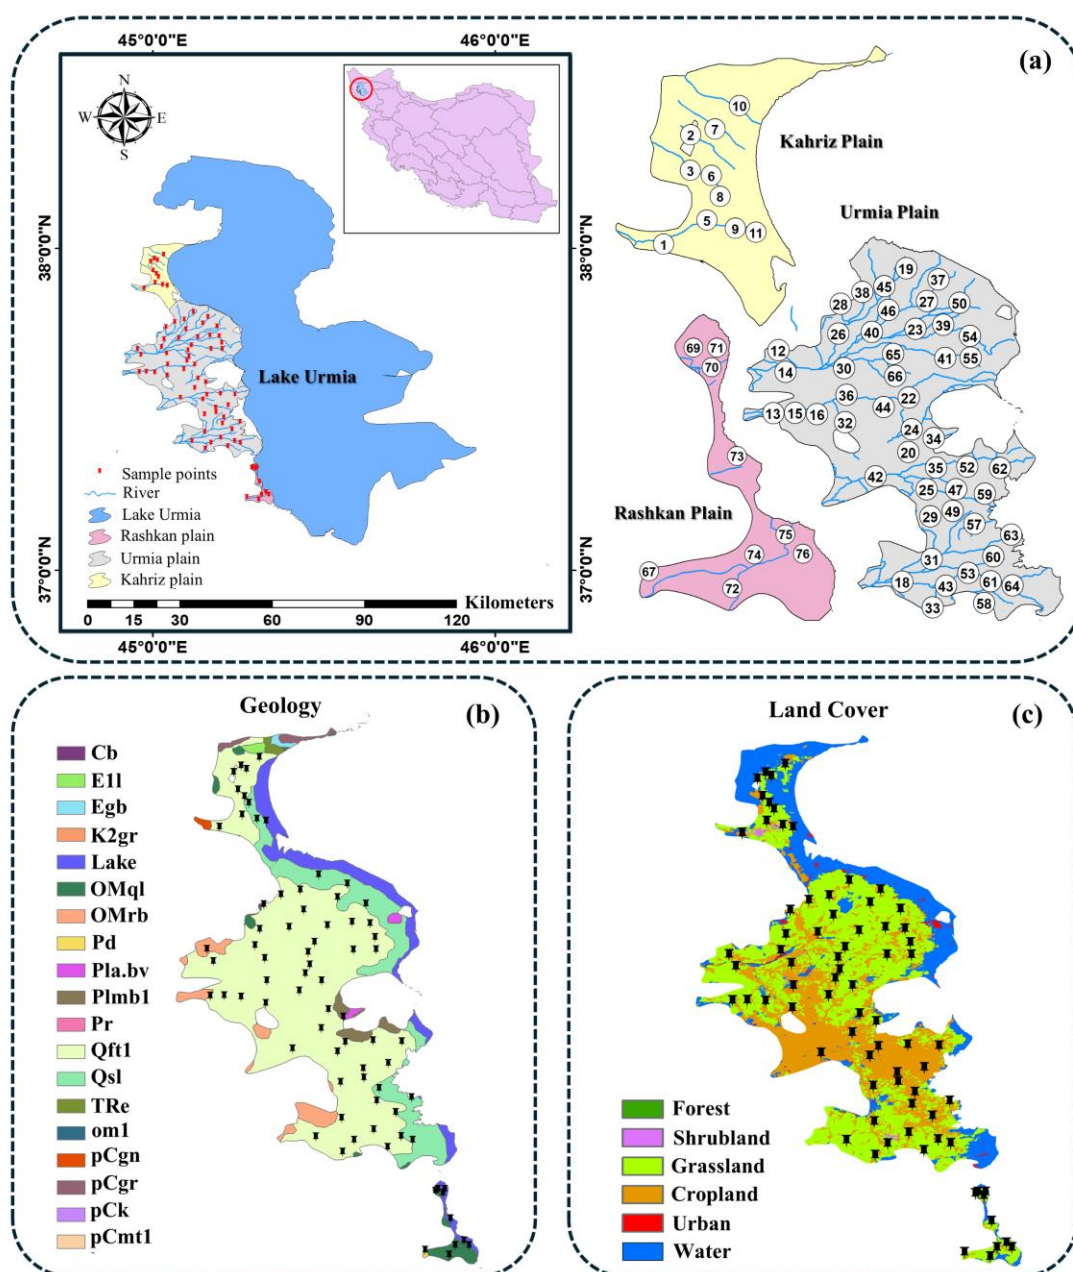 45°0'0"E
46°0'0"E
(a)
N
W
E
S
38°0'0"N
38°0'0"N
37°0'0"N
37°0'0"N
Lake Urmia
Sample points
River
Lake Urmia
Rashkan plain
Urmia plain
Kahriz plain
Kilometers
0 15 30 60 90 120
45°0'0"E
46°0'0"E
Kahriz Plain
10
7
2
3
6
8
5
9
11
1
Urmia Plain
19
37
45
38
27
50
28
46
23
39
40
26
54
12
65
41
55
14
30
66
36
22
44
13
15
16
32
24
34
20
35
52
62
42
25
47
59
29
49
57
63
31
60
53
18
43
61
64
33
58
Rashkan Plain
69
71
70
73
75
74
76
67
72
Geology
(b)
Cb
E1l
Egb
K2gr
Lake
OMql
OMrb
Pd
Pla.bv
Plmb1
Pr
Qft1
Qsl
TRe
om1
pCgn
pCgr
pCk
pCmt1
Land Cover
(c)
Forest
Shrubland
Grassland
Cropland
Urban
Water